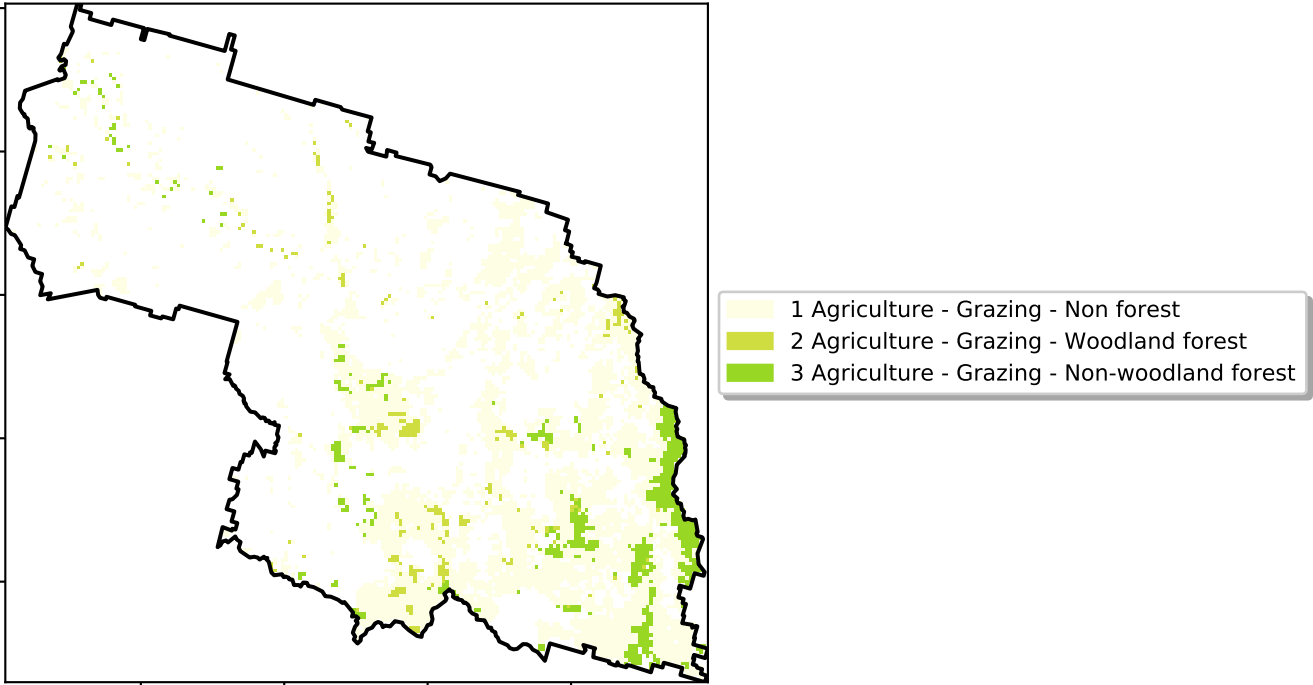 1 Agriculture - Grazing - Non forest
2 Agriculture - Grazing - Woodland forest
3 Agriculture - Grazing - Non-woodland forest